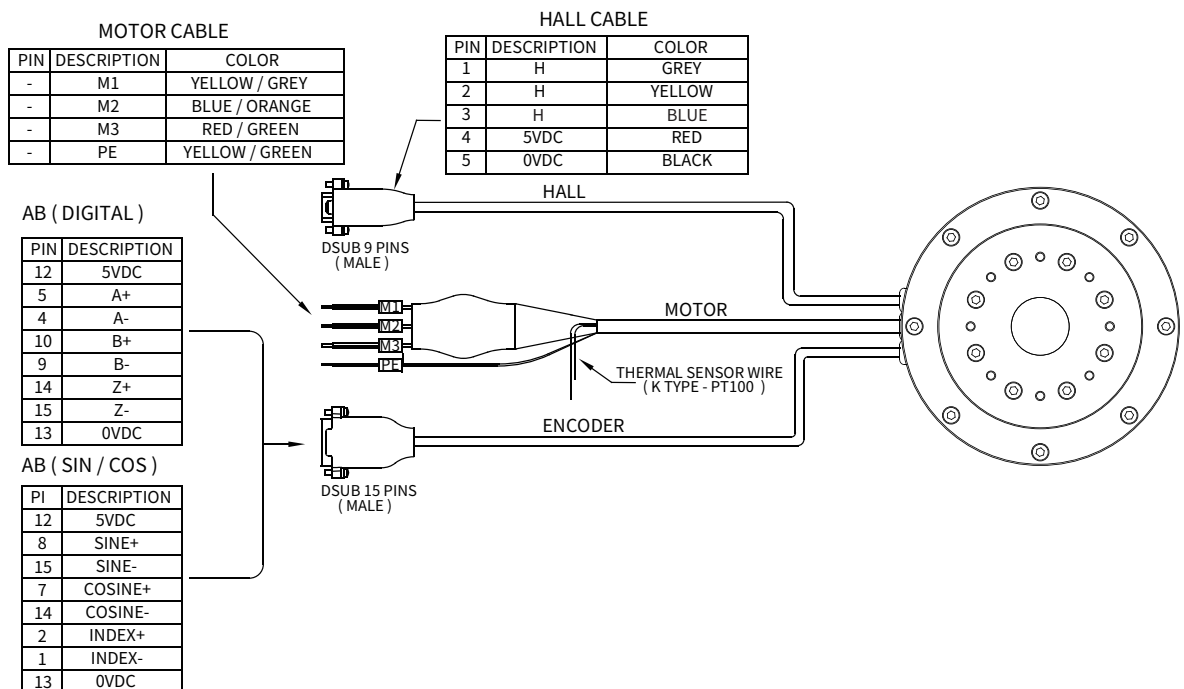 MOTOR CABLE
PIN DESCRIPTION COLOR
- M1 YELLOW / GREY
- M2 BLUE / ORANGE
- M3 RED / GREEN
- PE YELLOW / GREEN
HALL CABLE
PIN DESCRIPTION COLOR
1 H GREY
2 H YELLOW
3 H BLUE
4 5VDC RED
5 0VDC BLACK
AB ( DIGITAL )
PIN DESCRIPTION
12 5VDC
5 A+
4 A-
10 B+
9 B-
14 Z+
15 Z-
13 0VDC
AB ( SIN / COS )
PI DESCRIPTION
12 5VDC
8 SINE+
15 SINE-
7 COSINE+
14 COSINE-
2 INDEX+
1 INDEX-
13 0VDC
HALL
DSUB 9 PINS
( MALE )
M1
M2
M3
PE
MOTOR
THERMAL SENSOR WIRE
( K TYPE - PT100 )
ENCODER
DSUB 15 PINS
( MALE )